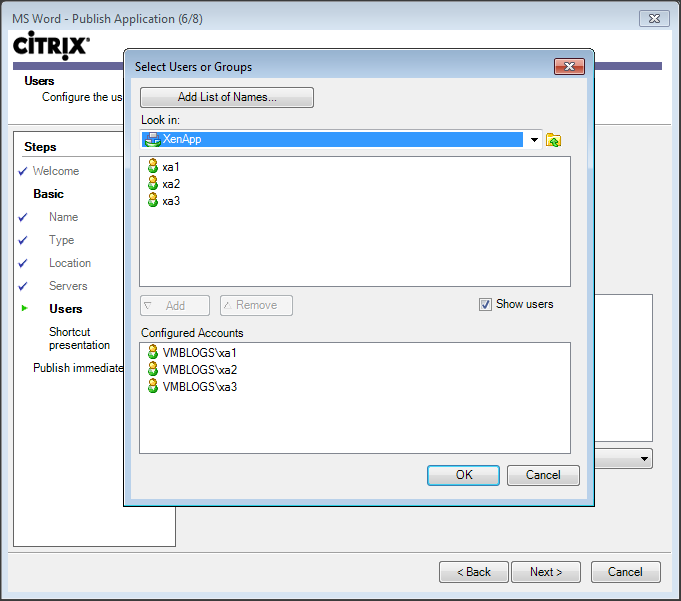 MS Word - Publish Application (6/8)
CITRIX
Users
Configure the us
Steps
Welcome
Basic
Name
Type
Location
Servers
Users
Shortcut
presentation
Publish immediate
Select Users or Groups
Add List of Names...
Look in:
XenApp
xa1
xa2
xa3
Add
Remove
Show users
Configured Accounts
VMBLOGS\xa1
VMBLOGS\xa2
VMBLOGS\xa3
OK
Cancel
< Back
Next >
Cancel